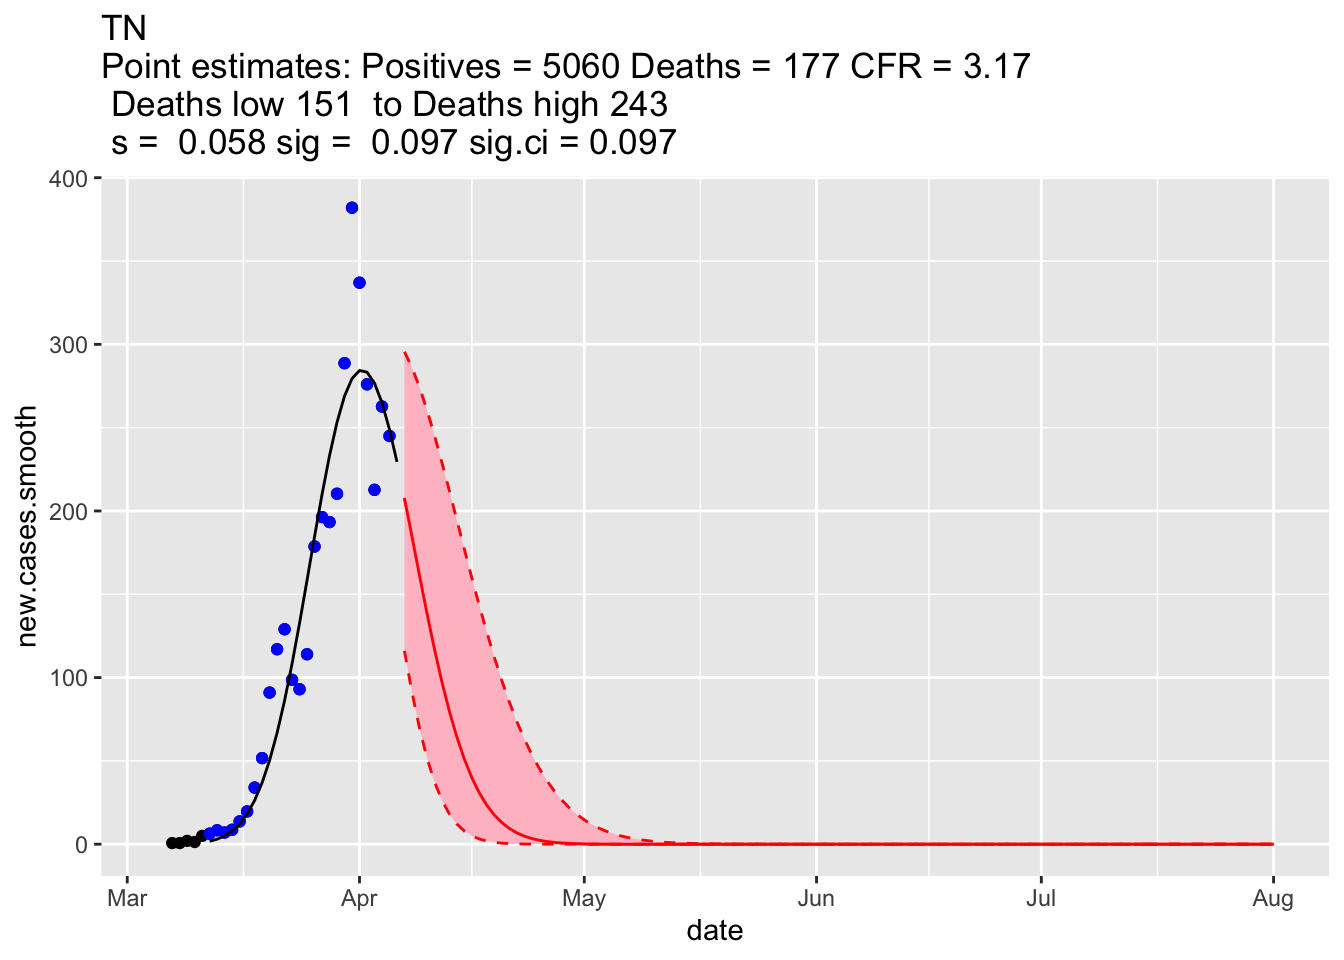 TN
Point estimates: Positives = 5060 Deaths = 177 CFR = 3.17
Deaths low 151  to Deaths high 243
s =  0.058 sig =  0.097 sig.ci = 0.097
400
300
200
100
0
new.cases.smooth
Mar Apr May Jun Jul Aug
date